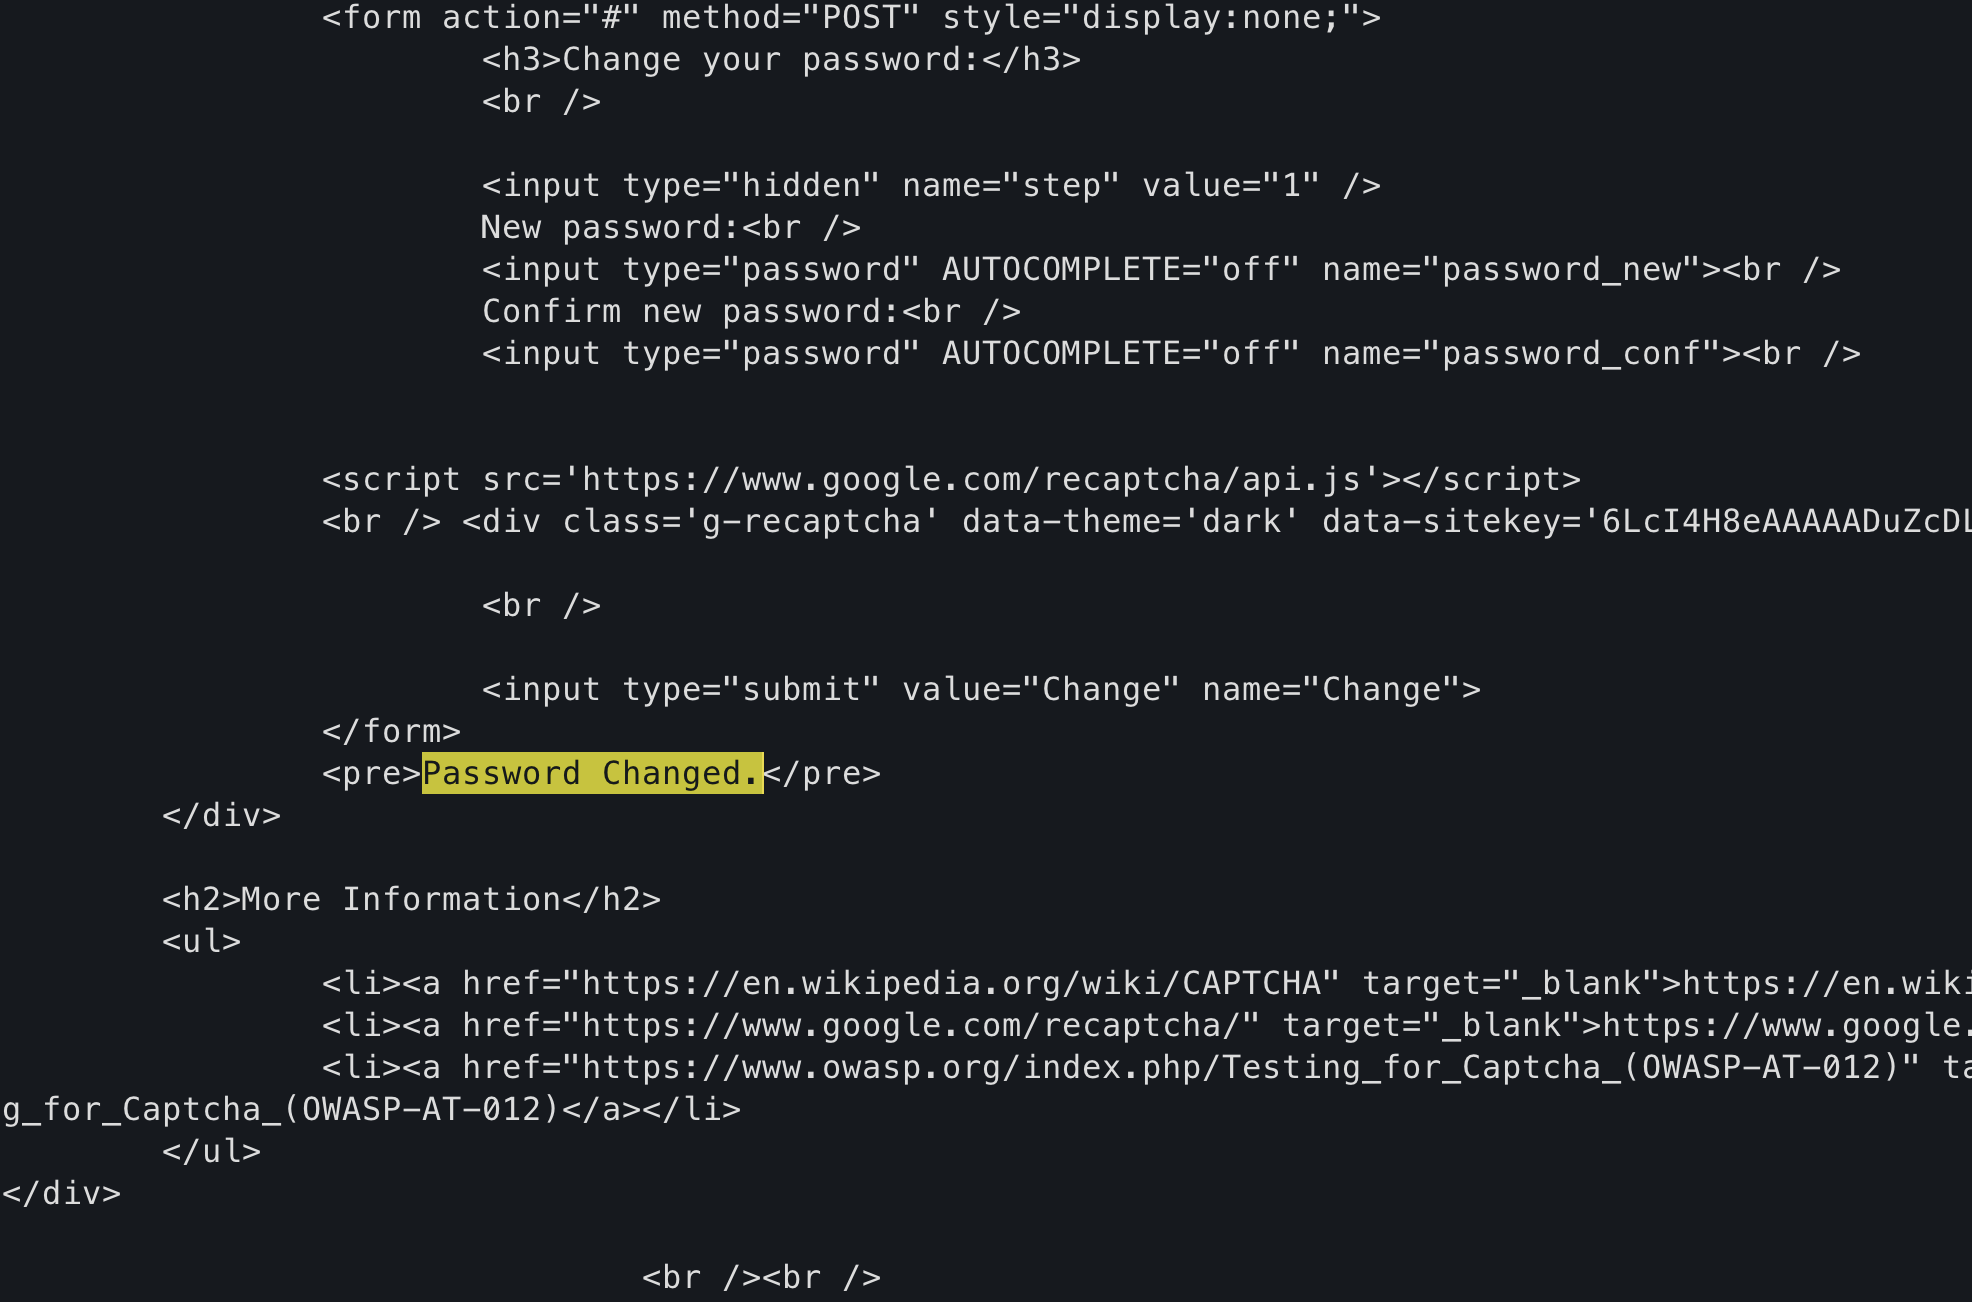 <form action="#" method="POST" style="display:none;">
<h3>Change your password:</h3>
<br />
<input type="hidden" name="step" value="1" />
New password:<br />
<input type="password" AUTOCOMPLETE="off" name="password_new"><br />
Confirm new password:<br />
<input type="password" AUTOCOMPLETE="off" name="password_conf"><br />
<script src='https://www.google.com/recaptcha/api.js'></script>
<br /> <div class='g-recaptcha' data-theme='dark' data-sitekey='6LcI4H8eAAAAADuZcDL
<br />
<input type="submit" value="Change" name="Change">
</form>
<pre>Password Changed.</pre>
</div>
<h2>More Information</h2>
<ul>
<li><a href="https://en.wikipedia.org/wiki/CAPTCHA" target="_blank">https://en.wiki
<li><a href="https://www.google.com/recaptcha/" target="_blank">https://www.google.
<li><a href="https://www.owasp.org/index.php/Testing_for_Captcha_(OWASP-AT-012)" ta
g_for_Captcha_(OWASP-AT-012)</a></li>
</ul>
</div>
<br /><br />